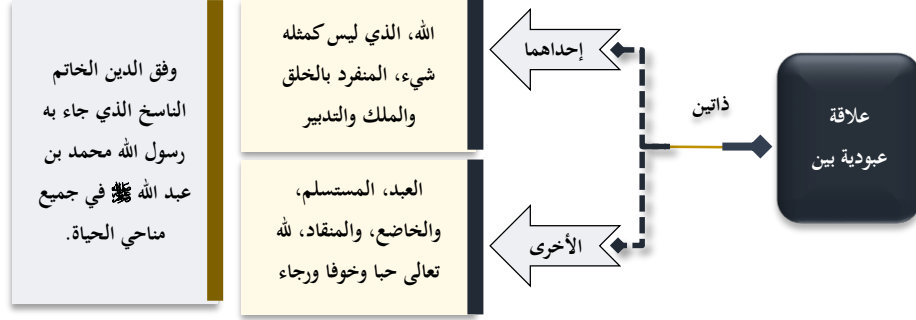 علاقة
عبودية بين
ذاتين
إحداهما
الله، الذي ليس كمثله
شيء، المنفرد بالخلق
والملك والتدبير
الأخرى
العبد، المستسلم،
والخاضع، والمنقاد، لله
تعالى حبا وخوفا ورجاء
وفق الدين الخاتم
الناسخ الذي جاء به
رسول الله محمد بن
عبد الله ﷺ في جميع
مناحي الحياة.